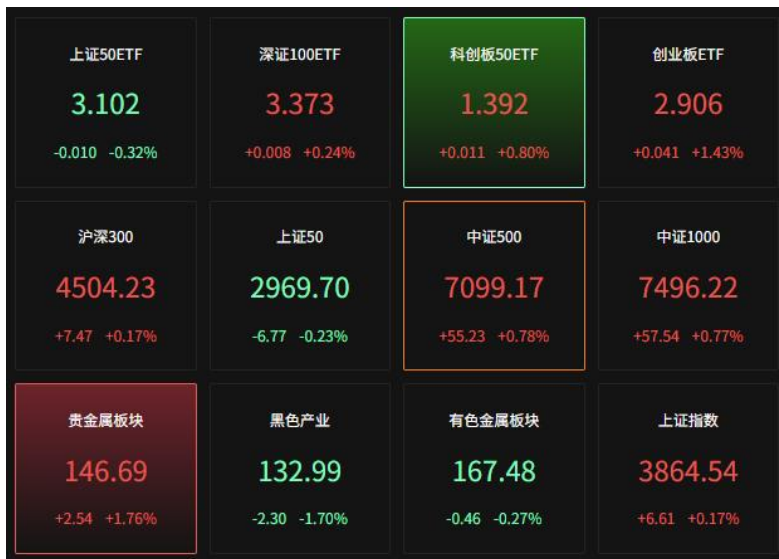 上证50ETF 深证100ETF 科创板50ETF 创业板ETF
3.102 3.373 1.392 2.906
-0.010 -0.32% +0.008 +0.24% +0.011 +0.80% +0.041 +1.43%
沪深300 上证50 中证500 中证1000
4504.23 2969.70 7099.17 7496.22
+7.47 +0.17% -6.77 -0.23% +55.23 +0.78% +57.54 +0.77%
贵金属板块 黑色产业 有色金属板块 上证指数
146.69 132.99 167.48 3864.54
+2.54 +1.76% -2.30 -1.70% -0.46 -0.27% +6.61 +0.17%